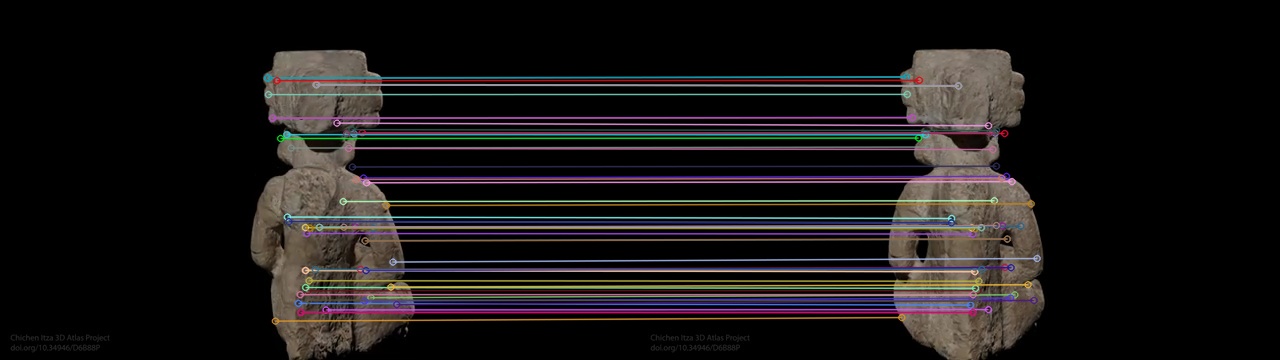 Chichen Itza 3D Atlas Project
doi.org/10.34946/D6B88P
Chichen Itza 3D Atlas Project
doi.org/10.34946/D6B88P